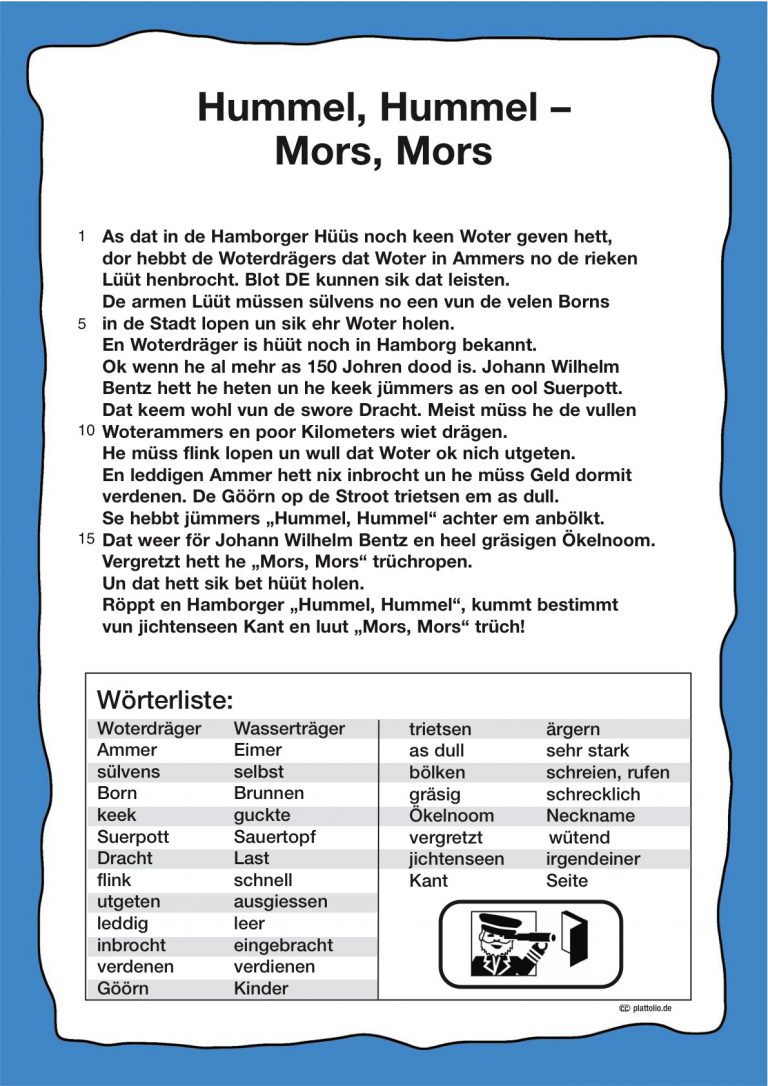 Hummel, Hummel –
Mors, Mors
1 As dat in de Hamborger Hüüs noch keen Woter geven hett,
dor hebbt de Woterdrägers dat Woter in Ammers no de rieken
Lüüt henbrocht. Blot DE kunnen sik dat leisten.
De armen Lüüt müssen sülvens no een vun de velen Borns
5 in de Stadt lopen un sik ehr Woter holen.
En Woterdräger is hüüt noch in Hamborg bekannt.
Ok wenn he al mehr as 150 Johren dood is. Johann Wilhelm
Bentz hett he heten un he keek jümmers as en ool Suerpott.
Dat keem wohl vun de swore Dracht. Meist müss he de vullen
10 Woterammers en poor Kilometers wiet drägen.
He müss flink lopen un wull dat Woter ok nich utgeten.
En leddigen Ammer hett nix inbrocht un he müss Geld dormit
verdenen. De Göörn op de Stroot trietsen em as dull.
Se hebbt jümmers „Hummel, Hummel“ achter em anbölkt.
15 Dat weer för Johann Wilhelm Bentz en heel gräsigen Ökelnoom.
Vergretzt hett he „Mors, Mors“ trüchropen.
Un dat hett sik bet hüüt holen.
Röppt en Hamborger „Hummel, Hummel“, kummt bestimmt
vun jichtenseen Kant en luut „Mors, Mors“ trüch!
Wörterliste:
Woterdräger Wasserträger
Ammer Eimer
sülvens selbst
Born Brunnen
keek guckte
Suerpott Sauertopf
Dracht Last
flink schnell
utgeten ausgiessen
leddig leer
inbrocht eingebracht
verdenen verdienen
Göörn Kinder
trietsen ärgern
as dull sehr stark
bölken schreien, rufen
gräsig schrecklich
Ökelnoom Neckname
vergretzt wütend
jichtenseen irgendeiner
Kant Seite
cc plattolio.de